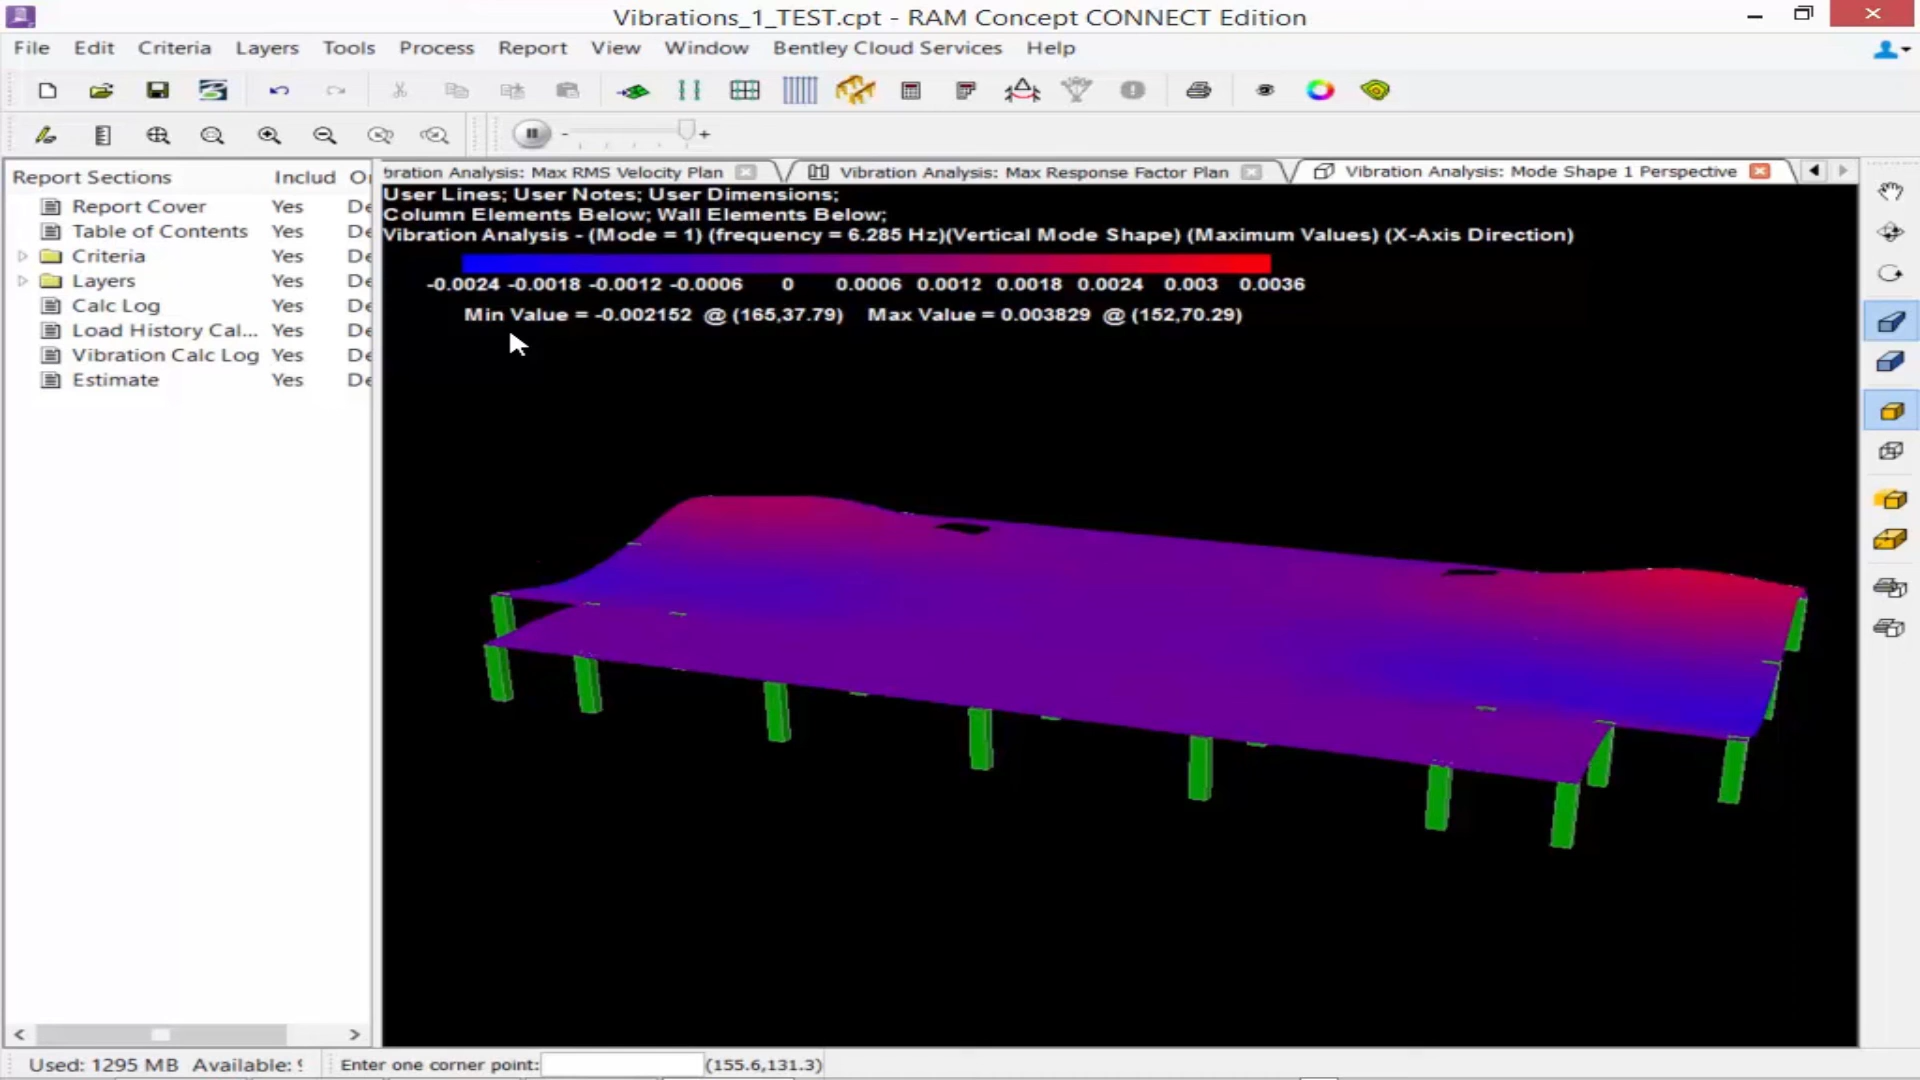 Vibrations_1_TEST.cpt - RAM Concept CONNECT Edition
File Edit Criteria Layers Tools Process Report View Window Bentley Cloud Services Help
- +
Report Sections Includ
bration Analysis: Max RMS Velocity Plan Vibration Analysis: Max Response Factor Plan Vibration Analysis: Mode Shape 1 Perspective
Report Cover Yes De
Table of Contents Yes De
Criteria Yes De
Layers Yes De
Calc Log Yes De
Load History Cal... Yes De
Vibration Calc Log Yes De
Estimate Yes De
User Lines; User Notes; User Dimensions;
Column Elements Below; Wall Elements Below;
Vibration Analysis - (Mode = 1) (frequency = 6.285 Hz)(Vertical Mode Shape) (Maximum Values) (X-Axis Direction)
-0.0024 -0.0018 -0.0012 -0.0006 0 0.0006 0.0012 0.0018 0.0024 0.003 0.0036
Min Value = -0.002152 @ (165,37.79) Max Value = 0.003829 @ (152,70.29)
Used: 1295 MB Available: Enter one corner point: (155.6,131.3)